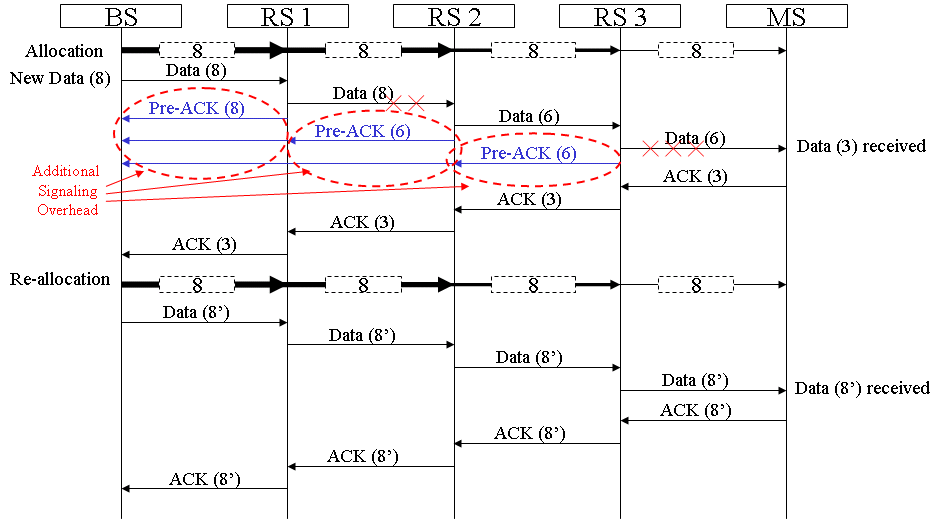 BS RS 1 RS 2 RS 3 MS
Allocation 8 8 8 8
New Data (8) Data (8)
Data (8)
Pre-ACK (8) Data (6)
Pre-ACK (6) Data (6)
Data (3) received
Pre-ACK (6)
Additional
Signaling
Overhead
ACK (3)
ACK (3)
ACK (3)
ACK (3)
Re-allocation 8 8 8 8
Data (8’)
Data (8’)
Data (8’)
Data (8’) Data (8’) received
ACK (8’)
ACK (8’)
ACK (8’)
ACK (8’)